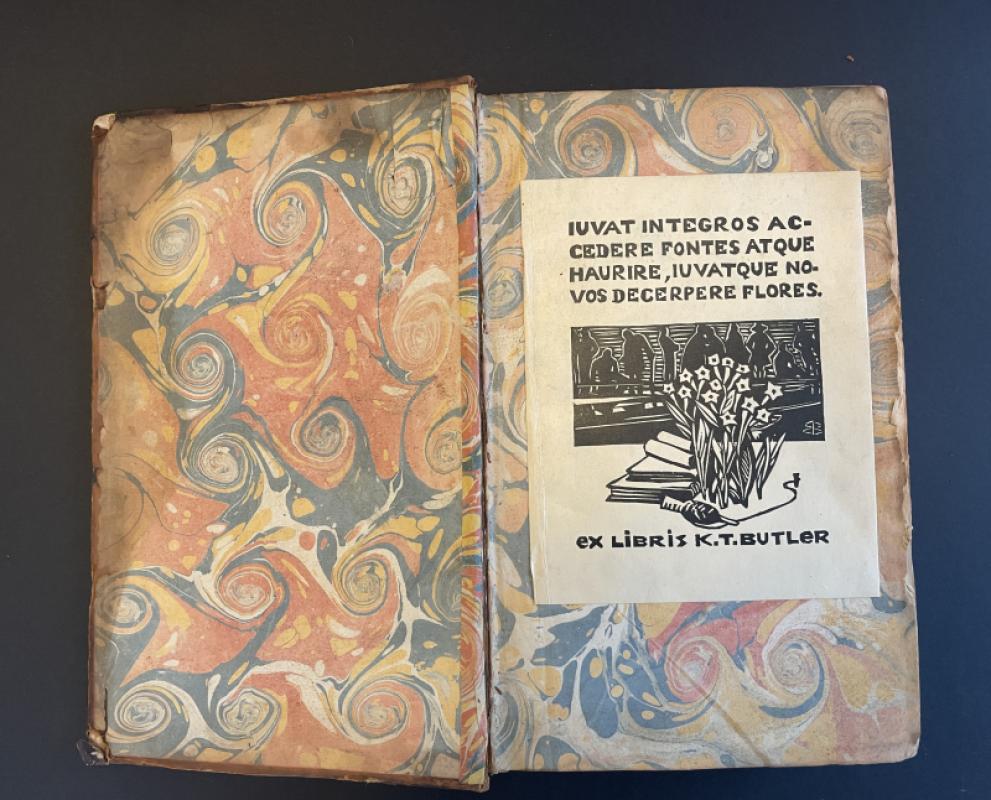 IUVAT INTEGROS AC-
CEDERE FONTES ATQUE
HAURIRE, IUVATQUE NO-
VOS DECERPERE FLORES.
ex LiBRiS K.T.BUTLeR